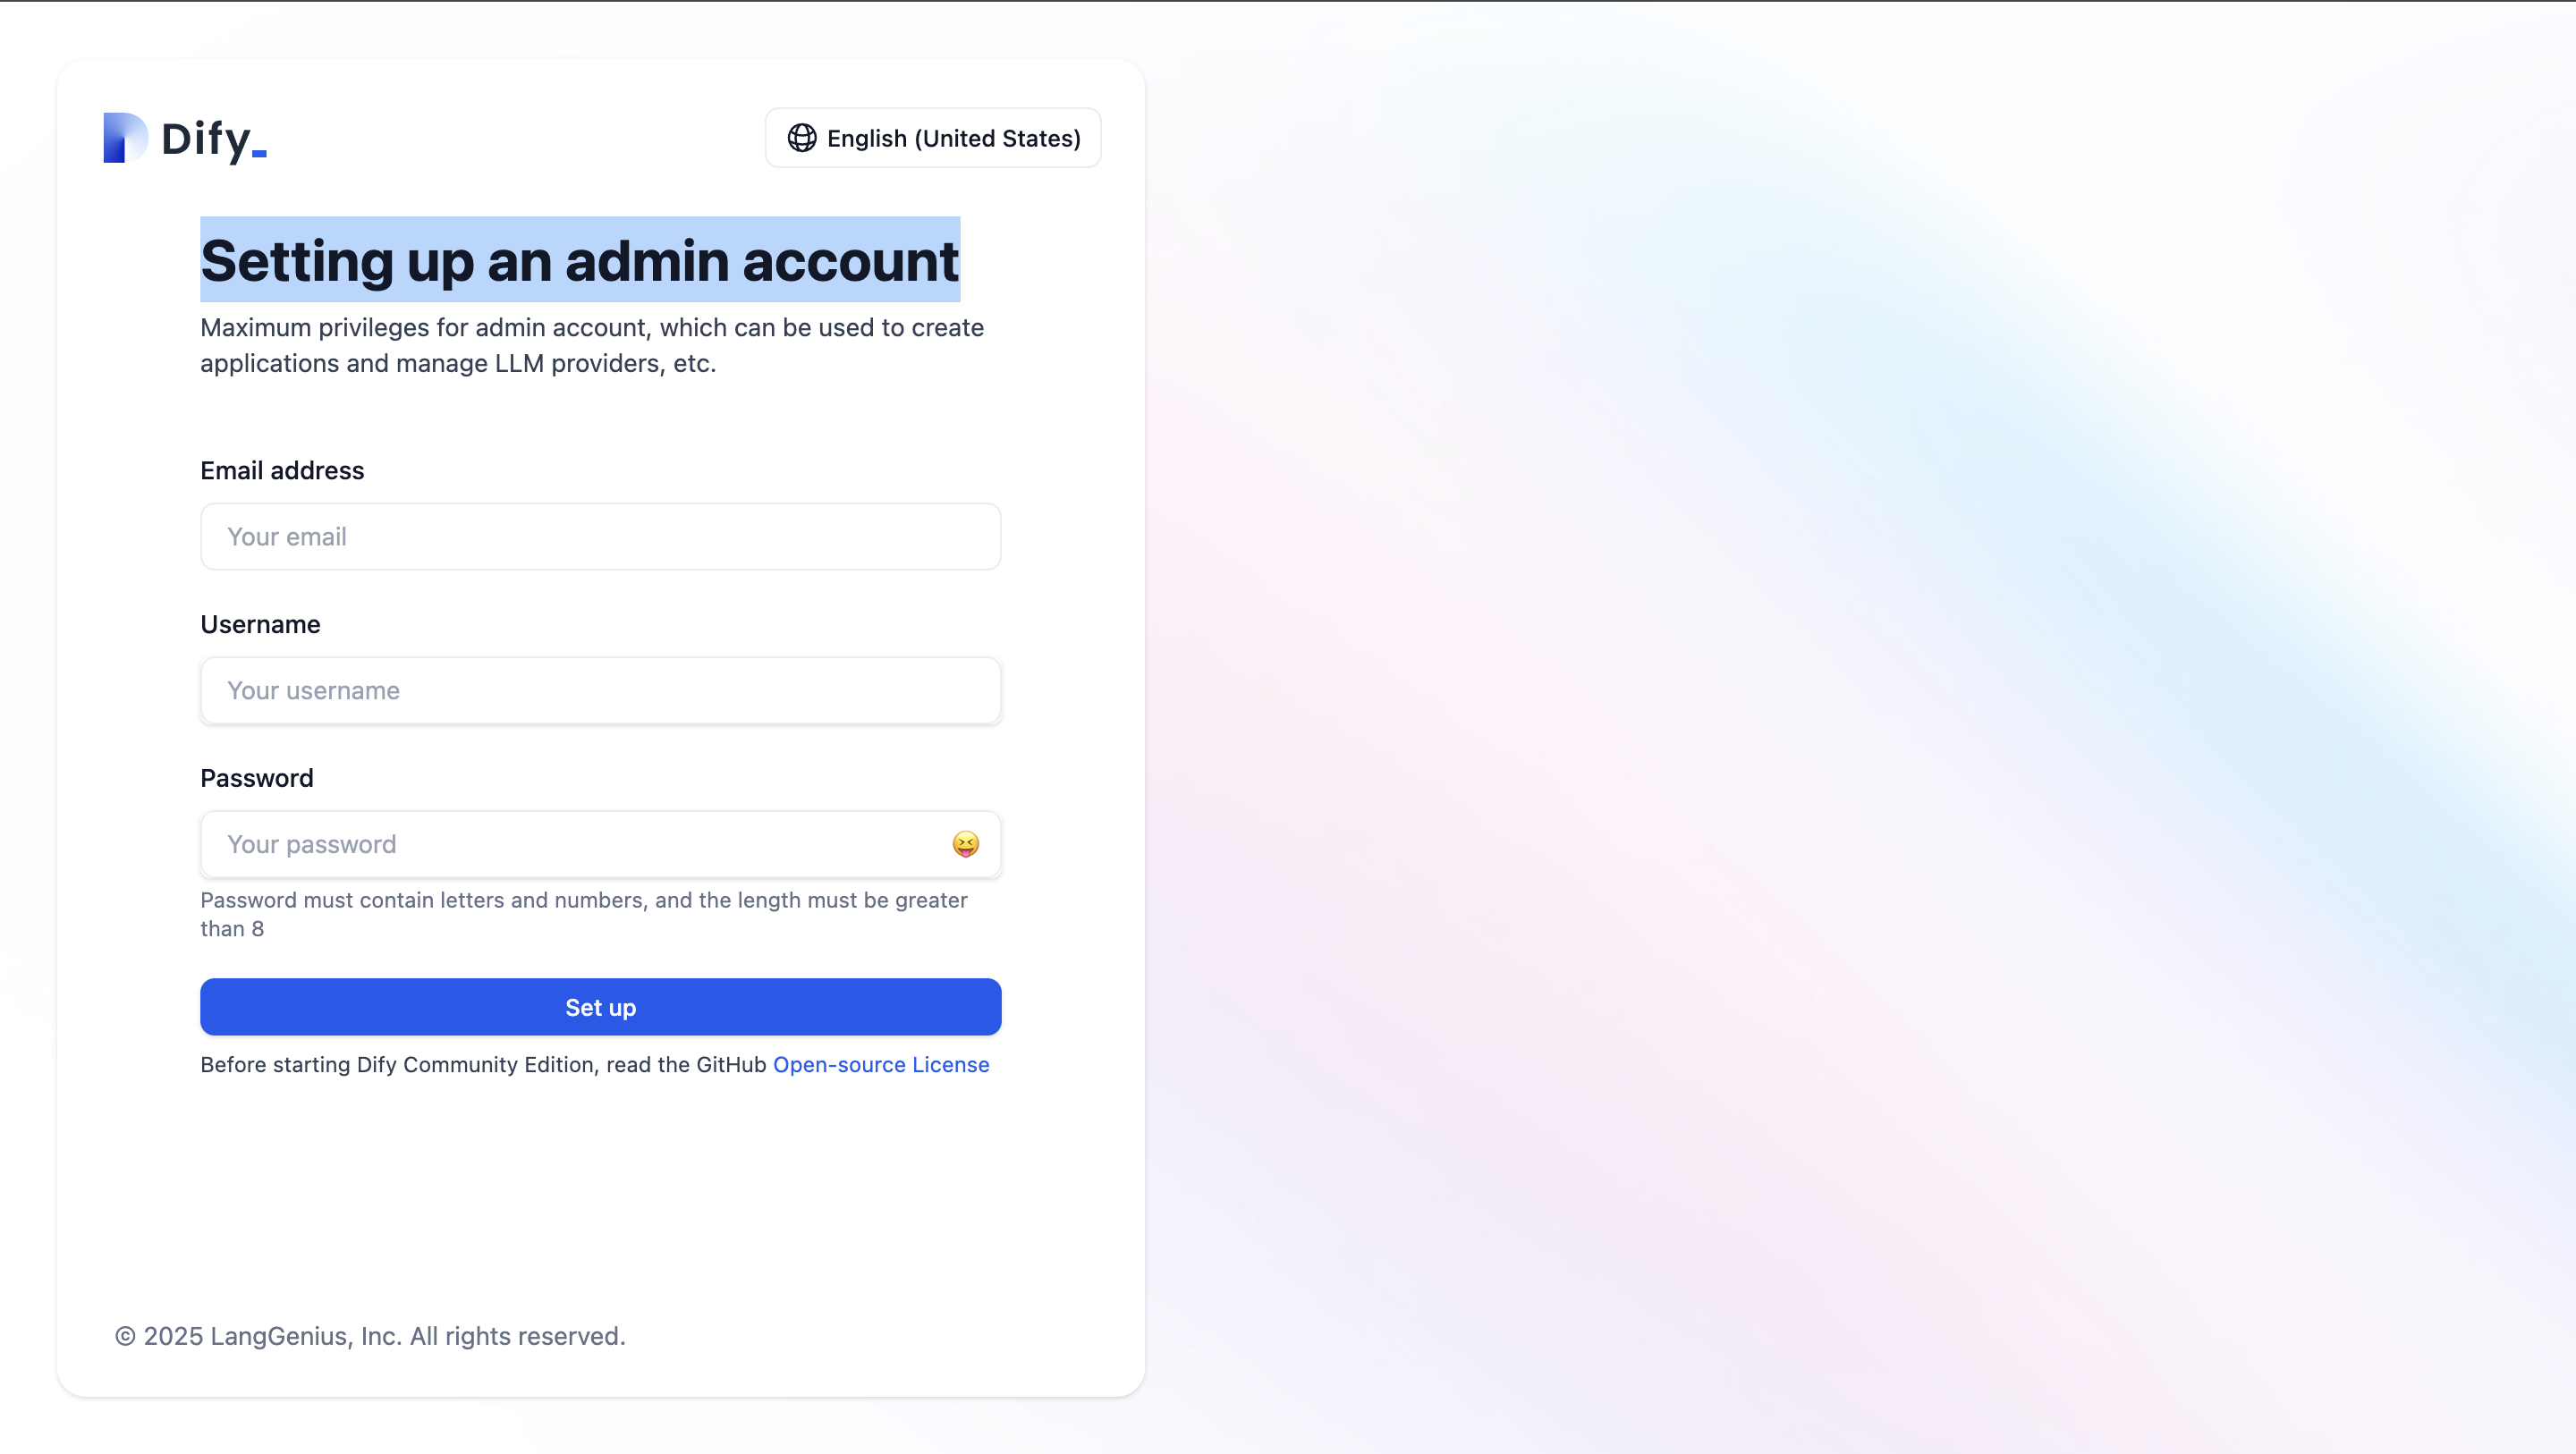 Dify_
English (United States)
Setting up an admin account
Maximum privileges for admin account, which can be used to create
applications and manage LLM providers, etc.
Email address
Your email
Username
Your username
Password
Your password
Password must contain letters and numbers, and the length must be greater
than 8
Set up
Before starting Dify Community Edition, read the GitHub Open-source License
© 2025 LangGenius, Inc. All rights reserved.